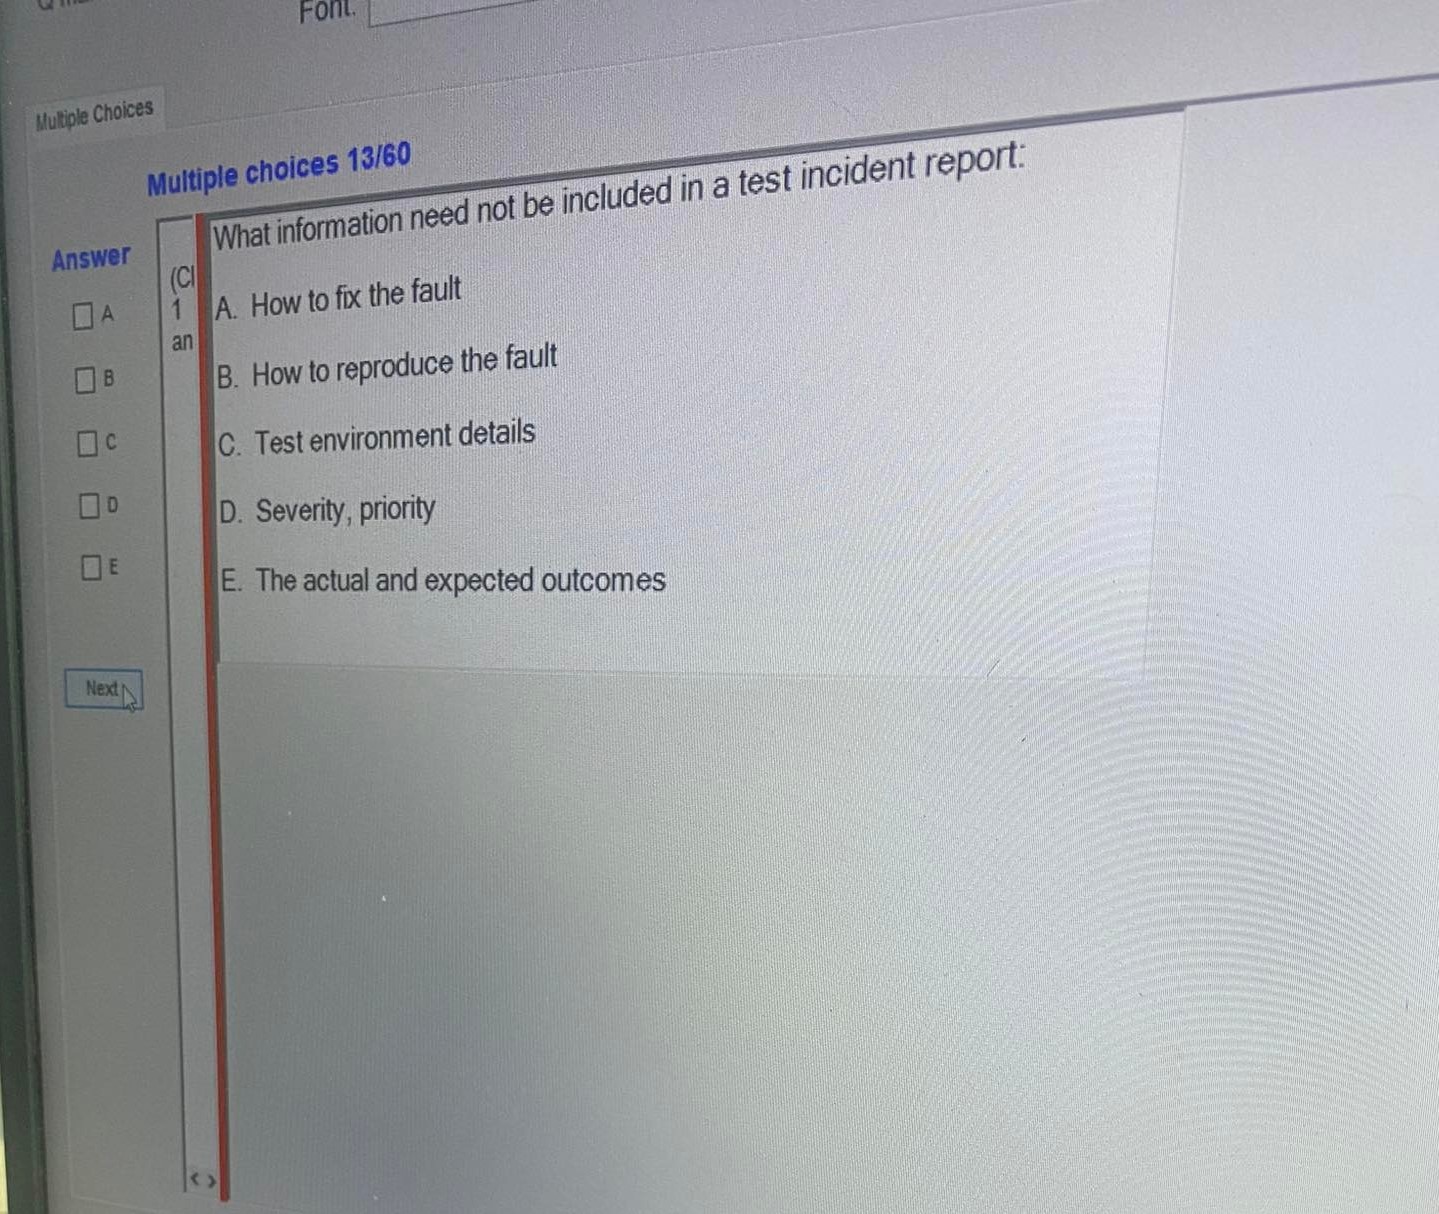 Font:
Multiple Choices
Multiple choices 13/60
Answer
A
B
C
D
E
Next
(Cl
1
an
What information need not be included in a test incident report:
A. How to fix the fault
B. How to reproduce the fault
C. Test environment details
D. Severity, priority
E. The actual and expected outcomes